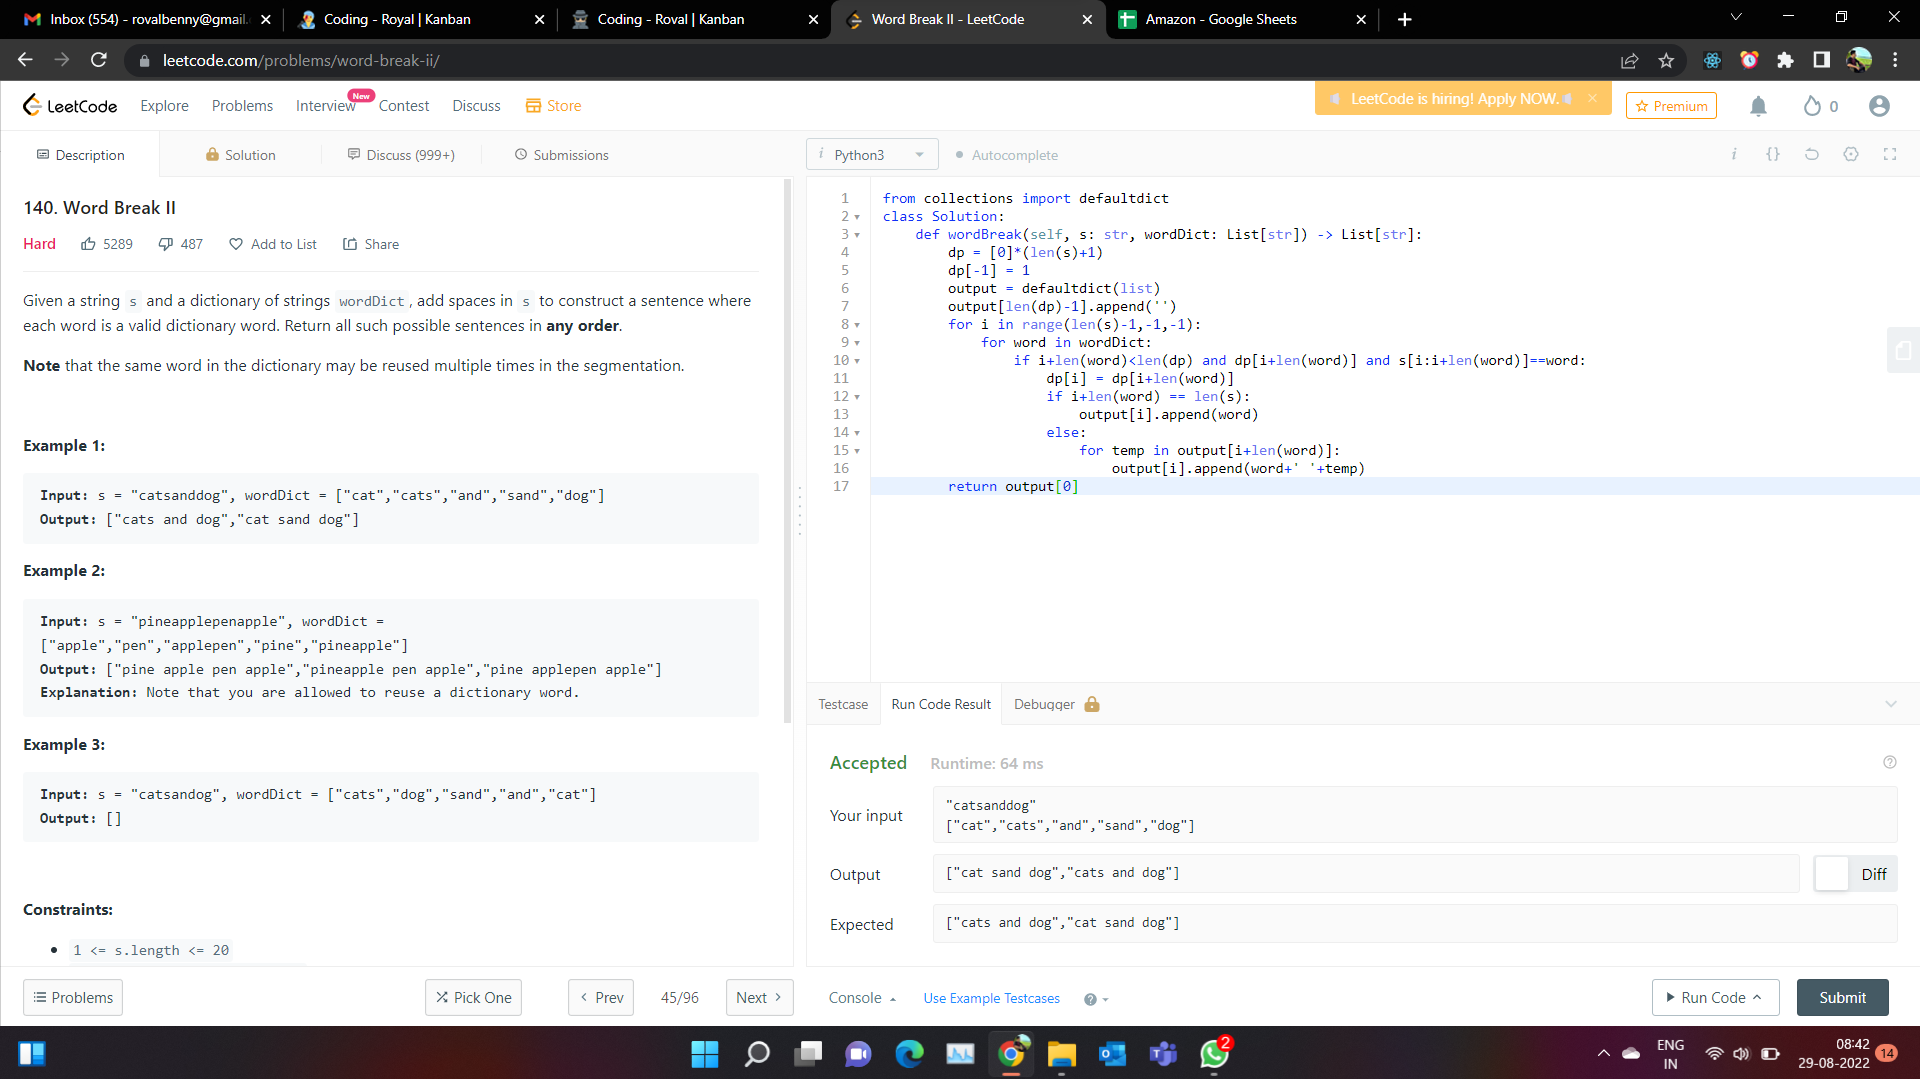 Inbox (554) - rovalbenny@gmail.
Coding - Royal | Kanban
Coding - Roval | Kanban
Word Break II - LeetCode
Amazon - Google Sheets
leetcode.com/problems/word-break-ii/
LeetCode
Explore
Problems
Interview
New
Contest
Discuss
Store
LeetCode is hiring! Apply NOW.
Premium
0
Description
Solution
Discuss (999+)
Submissions
Python3
Autocomplete
140. Word Break II
Hard
5289
487
Add to List
Share
Given a string s and a dictionary of strings wordDict, add spaces in s to construct a sentence where
each word is a valid dictionary word. Return all such possible sentences in any order.
Note that the same word in the dictionary may be reused multiple times in the segmentation.
Example 1:
Input: s = "catsanddog", wordDict = ["cat","cats","and","sand","dog"]
Output: ["cats and dog","cat sand dog"]
Example 2:
Input: s = "pineapplepenapple", wordDict =
["apple","pen","applepen","pine","pineapple"]
Output: ["pine apple pen apple","pineapple pen apple","pine applepen apple"]
Explanation: Note that you are allowed to reuse a dictionary word.
Example 3:
Input: s = "catsandog", wordDict = ["cats","dog","sand","and","cat"]
Output: []
Constraints:
1 <= s.length <= 20
Problems
Pick One
Prev
45/96
Next
1 from collections import defaultdict
2 class Solution:
3     def wordBreak(self, s: str, wordDict: List[str]) -> List[str]:
4         dp = [0]*(len(s)+1)
5         dp[-1] = 1
6         output = defaultdict(list)
7         output[len(dp)-1].append('')
8         for i in range(len(s)-1,-1,-1):
9             for word in wordDict:
10                 if i+len(word)<len(dp) and dp[i+len(word)] and s[i:i+len(word)]==word:
11                     dp[i] = dp[i+len(word)]
12                     if i+len(word) == len(s):
13                         output[i].append(word)
14                     else:
15                         for temp in output[i+len(word)]:
16                             output[i].append(word+' '+temp)
17         return output[0]
Testcase
Run Code Result
Debugger
Accepted
Runtime: 64 ms
Your input
"catsanddog"
["cat","cats","and","sand","dog"]
Output
["cat sand dog","cats and dog"]
Diff
Expected
["cats and dog","cat sand dog"]
Console
Use Example Testcases
Run Code
Submit
2
ENG
IN
08:42
29-08-2022
14